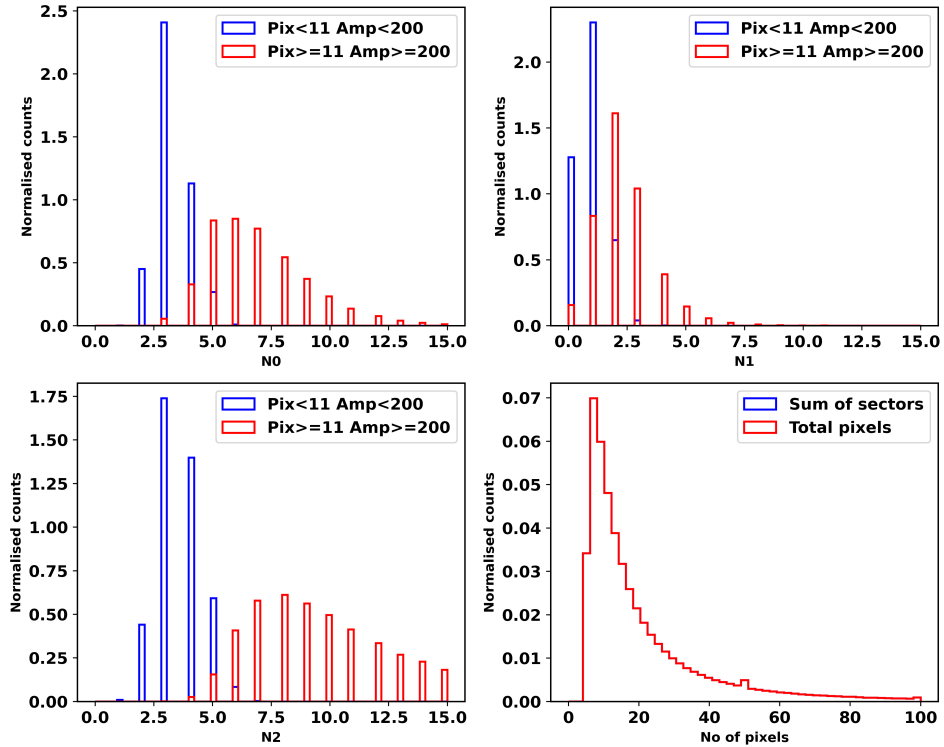 2.5
2.0
1.5
1.0
0.5
0.0
Normalised counts
Pix<11 Amp<200
Pix>=11 Amp>=200
0.0 2.5 5.0 7.5 10.0 12.5 15.0
N0
2.0
1.5
1.0
0.5
0.0
Normalised counts
Pix<11 Amp<200
Pix>=11 Amp>=200
0.0 2.5 5.0 7.5 10.0 12.5 15.0
N1
1.75
1.50
1.25
1.00
0.75
0.50
0.25
0.00
Normalised counts
Pix<11 Amp<200
Pix>=11 Amp>=200
0.0 2.5 5.0 7.5 10.0 12.5 15.0
N2
0.07
0.06
0.05
0.04
0.03
0.02
0.01
0.00
Normalised counts
Sum of sectors
Total pixels
0 20 40 60 80 100
No of pixels